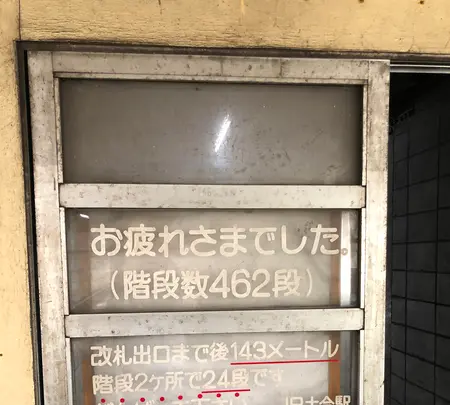 お疲れさまでした。
（階段数462段）
改札出口まで後143メートル
階段2ヶ所で24段です